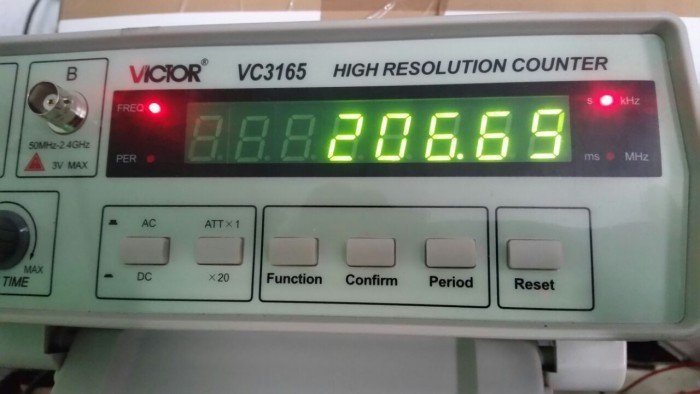 VICTOR® VC3165 HIGH RESOLUTION COUNTER
B
FREQ
206.69
s kHz
50MHz-2.4GHz
3V MAX
PER
ms MHz
AC ATT×1
DC ×20
MAX
TIME
Function Confirm Period Reset